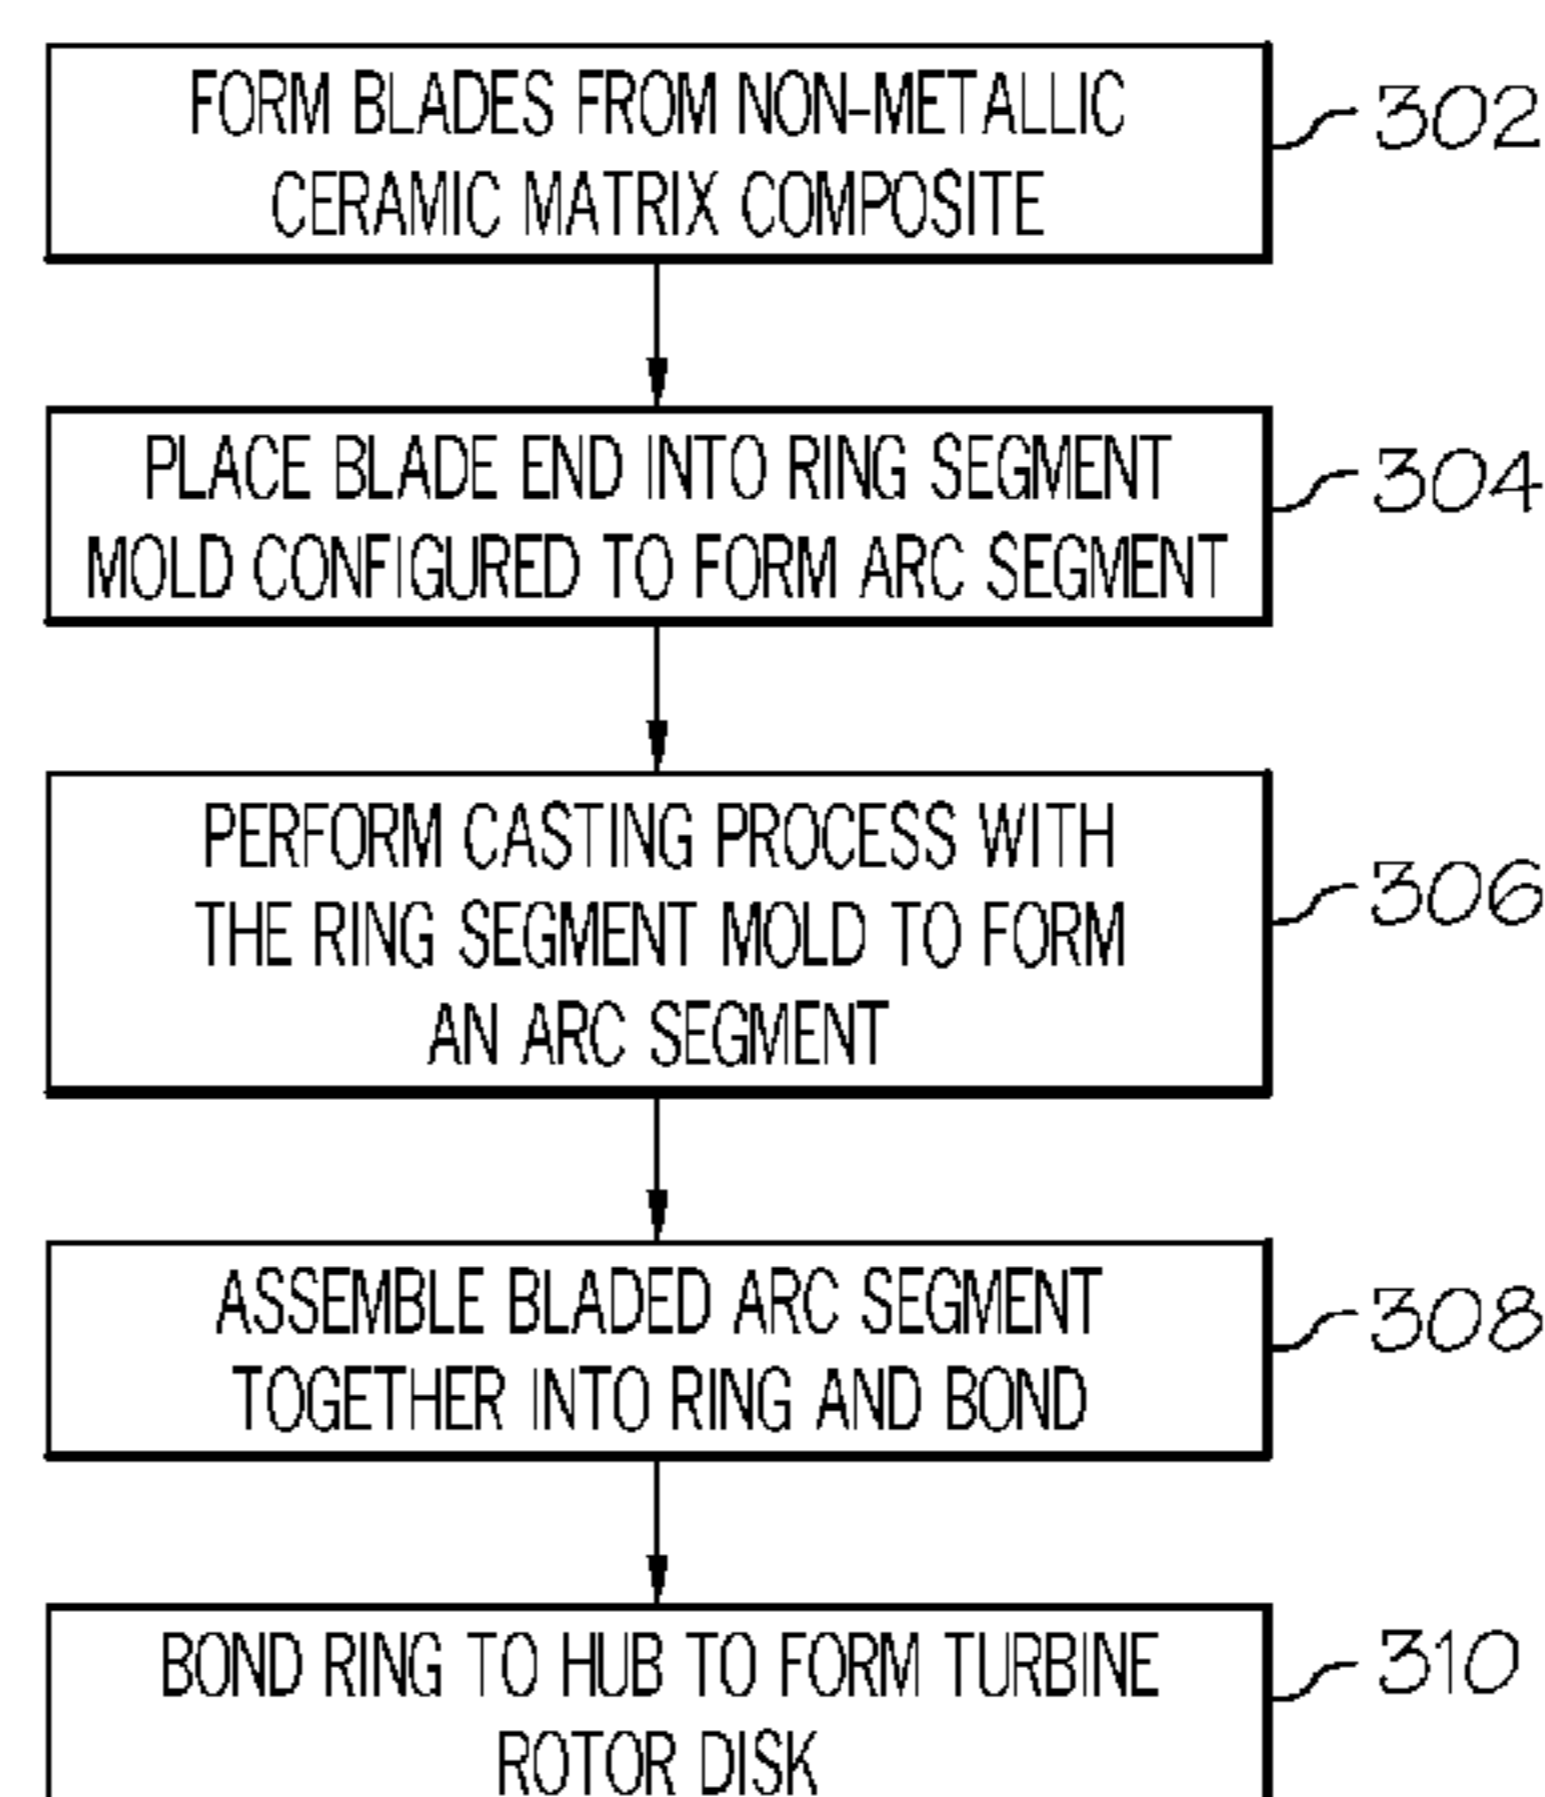 FORM BLADES FROM NON-METALLIC
CERAMIC MATRIX COMPOSITE
302
PLACE BLADE END INTO RING SEGMENT
MOLD CONFIGURED TO FORM ARC SEGMENT
304
PERFORM CASTING PROCESS WITH
THE RING SEGMENT MOLD TO FORM
AN ARC SEGMENT
306
ASSEMBLE BLADED ARC SEGMENT
TOGETHER INTO RING AND BOND
308
BOND RING TO HUB TO FORM TURBINE
ROTOR DISK
310